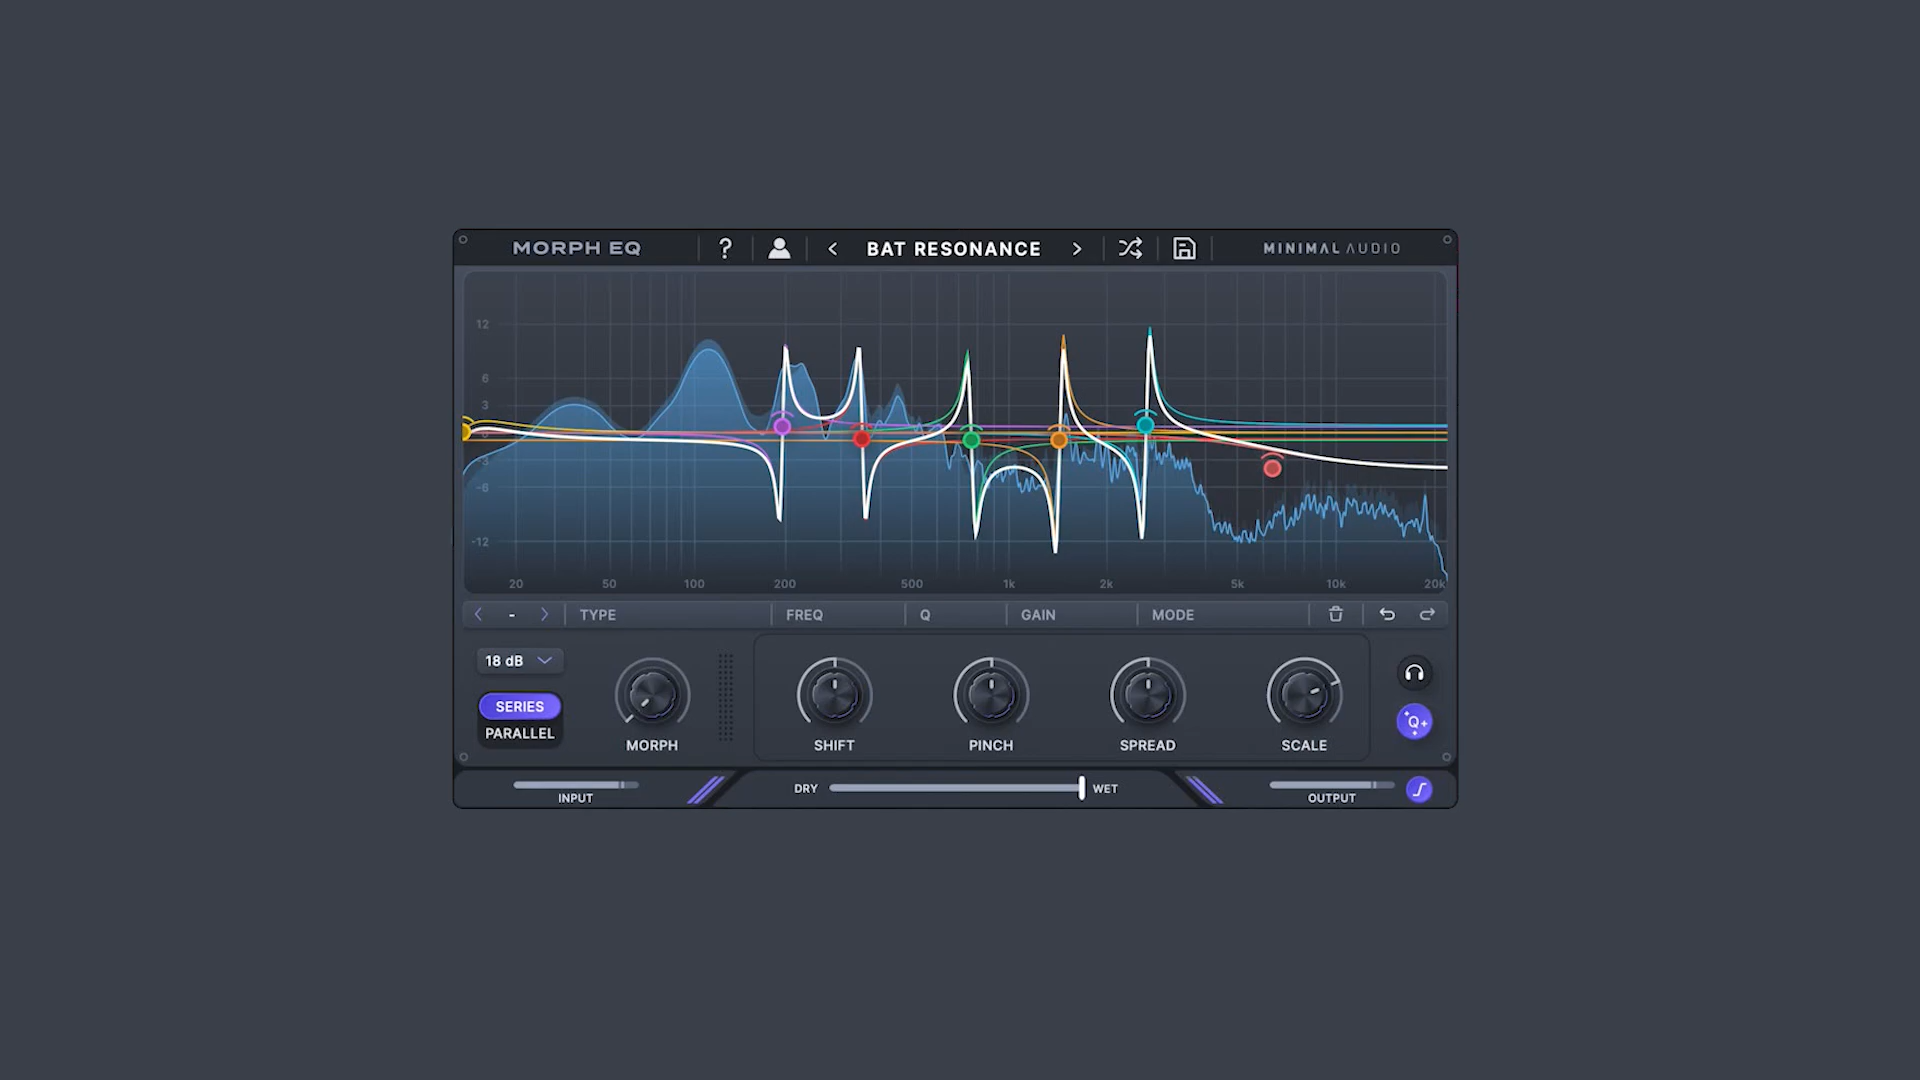 MORPH EQ ? < BAT RESONANCE > MINIMAL AUDIO
12
6
3
0
-3
-6
-12
20 50 100 200 500 1k 2k 5k 10k 20k
< - > TYPE FREQ Q GAIN MODE
18 dB
SERIES
PARALLEL
MORPH SHIFT PINCH SPREAD SCALE
Q
INPUT DRY WET OUTPUT